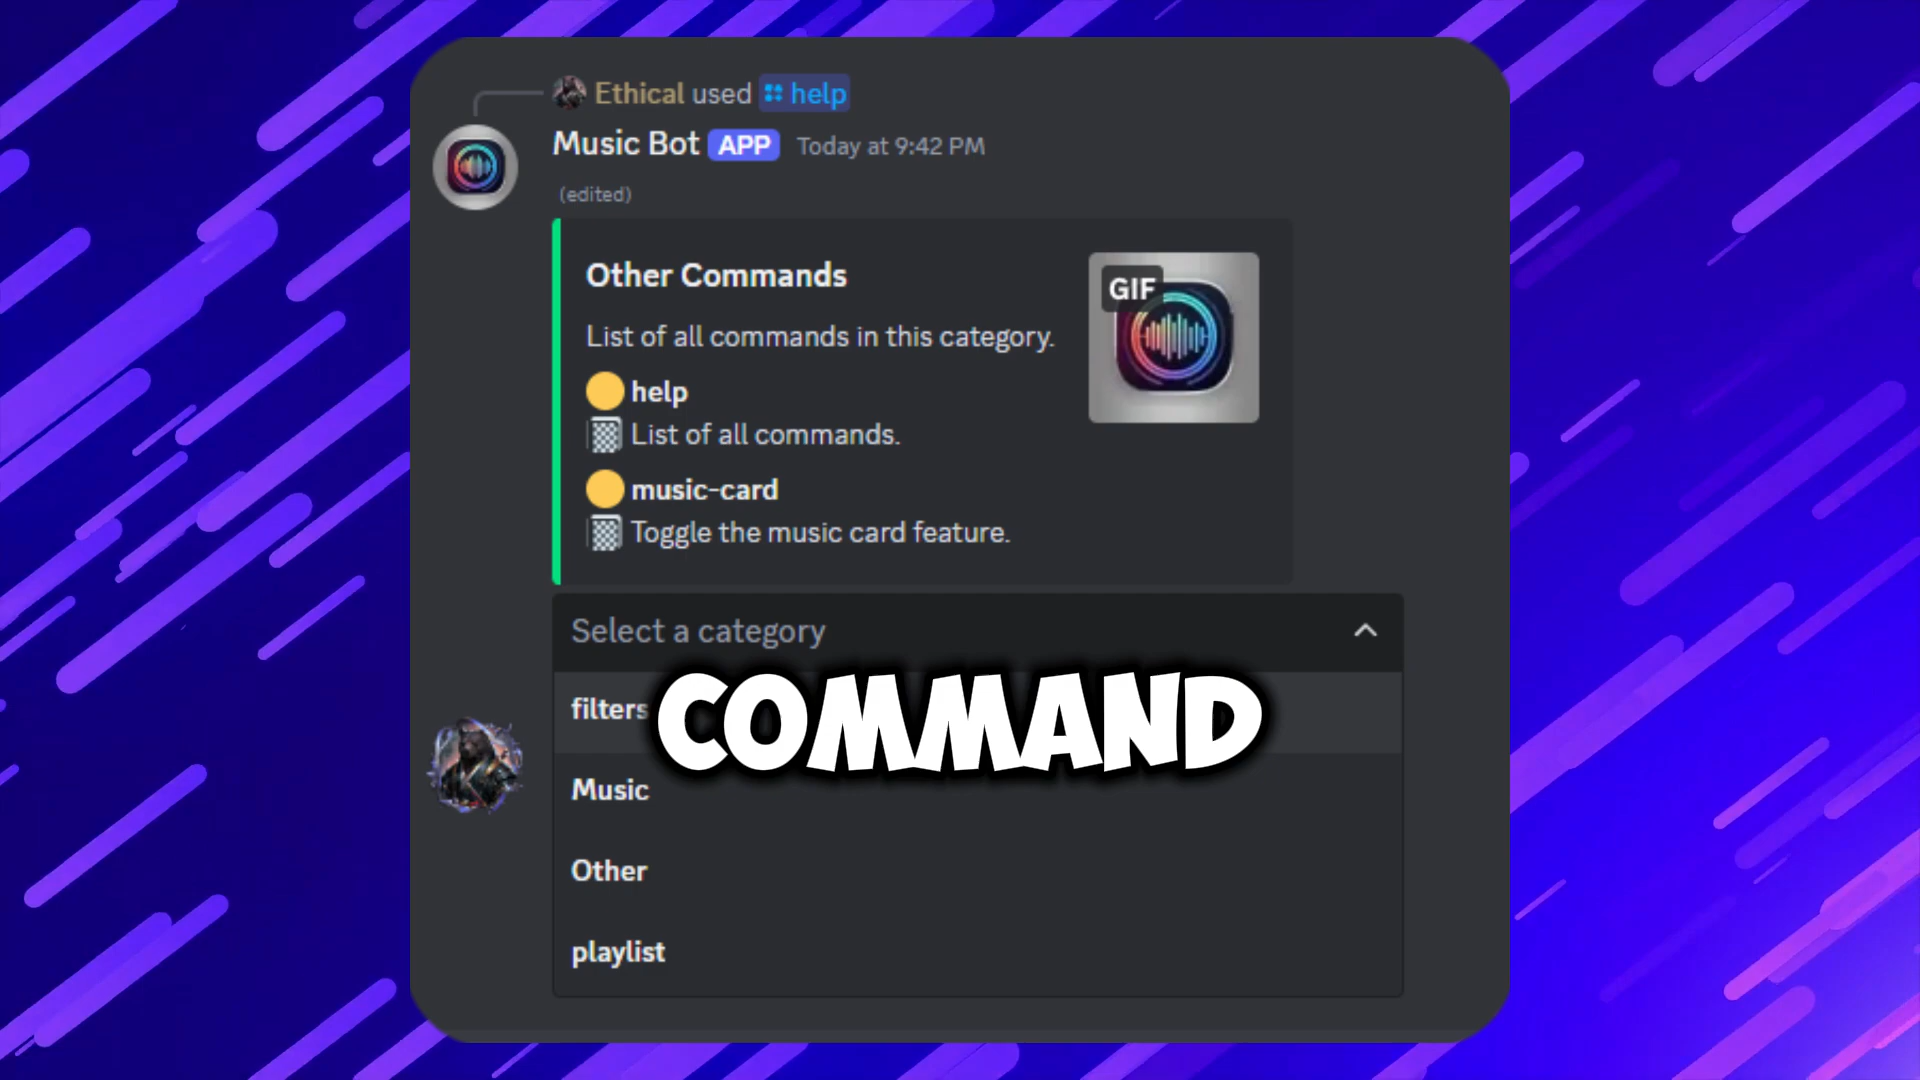 Ethical used help
Music Bot APP Today at 9:42 PM
(edited)
Other Commands
GIF
List of all commands in this category.
help
List of all commands.
music-card
Toggle the music card feature.
Select a category
filters
COMMAND
Music
Other
playlist